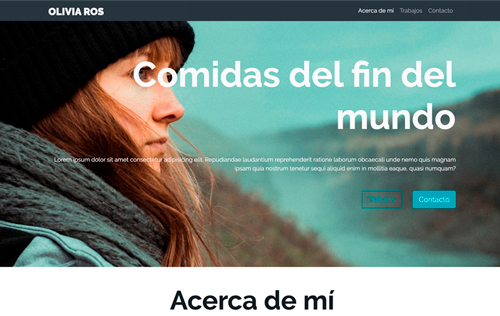 OLIVIA ROS
Acerca de mí Trabajos Contacto
Comidas del fin del
mundo
Lorem ipsum dolor sit amet consectetur adipisicing elit. Repudiandae laudantium reprehenderit ratione laborum obcaecati unde nemo quis magnam
ipsam quia nostrum tenetur sequi aliquid enim in mollitia eaque, quasi numquam?
Contacto
Acerca de mí